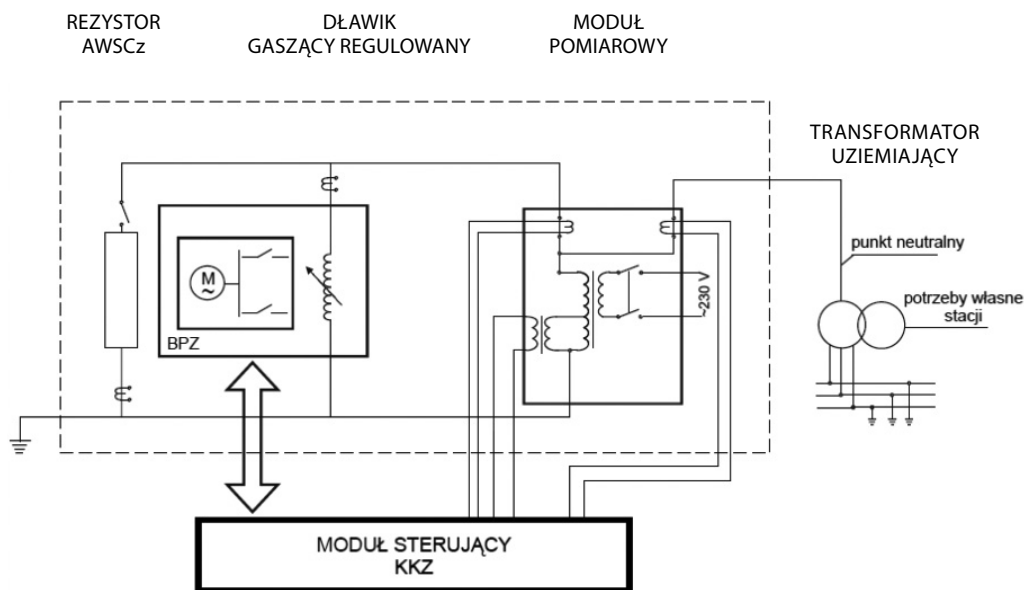 REZYSTOR
AWSCz
DŁAWIK
GASZĄCY REGULOWANY
MODUŁ
POMIAROWY
TRANSFORMATOR
UZIEMIAJĄCY
punkt neutralny
potrzeby własne
stacji
M
~
BPZ
~230 V
MODUŁ STERUJĄCY
KKZ